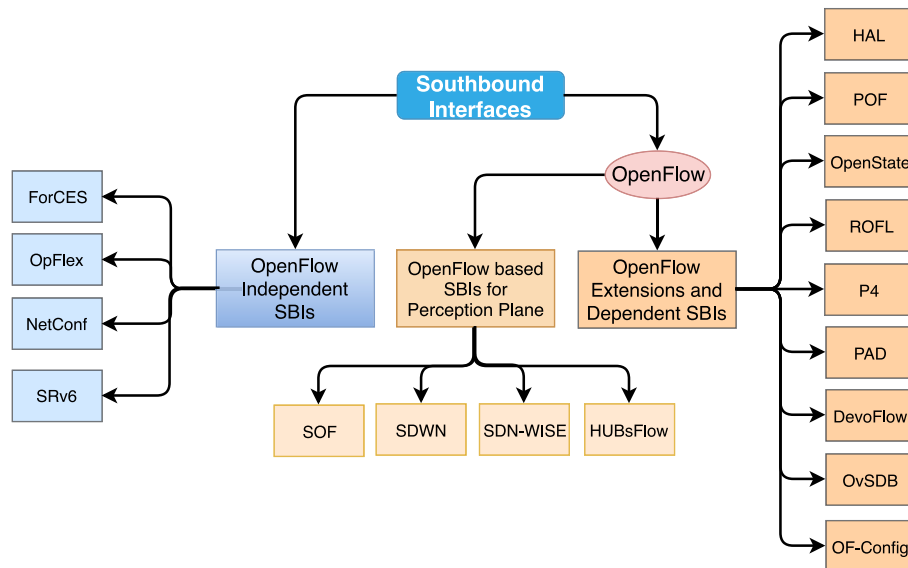 Southbound
Interfaces
OpenFlow
ForCES
OpFlex
NetConf
SRv6
OpenFlow
Independent
SBIs
OpenFlow based
SBIs for
Perception Plane
OpenFlow
Extensions and
Dependent SBIs
SOF
SDWN
SDN-WISE
HUBsFlow
HAL
POF
OpenState
ROFL
P4
PAD
DevoFlow
OvSDB
OF-Config